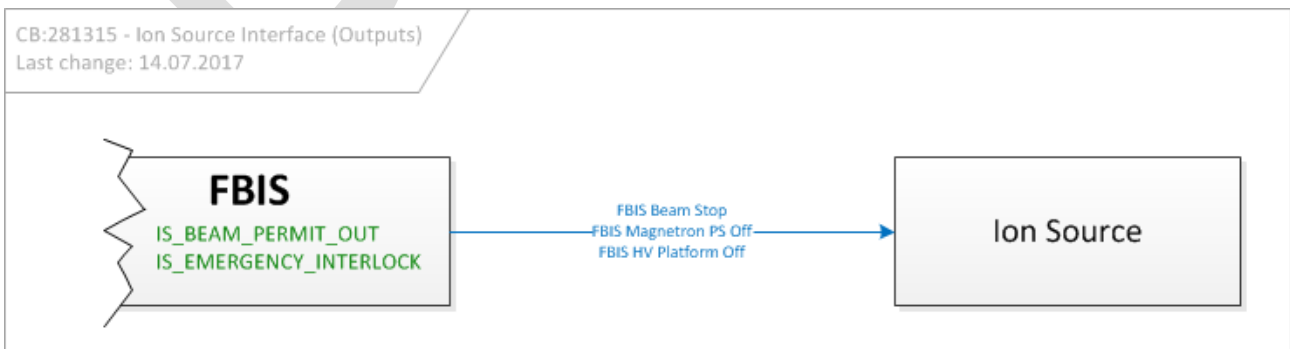 CB:281315 - Ion Source Interface (Outputs)
Last change: 14.07.2017
FBIS
IS_BEAM_PERMIT_OUT
IS_EMERGENCY_INTERLOCK
FBIS Beam Stop
FBIS Magnetron PS Off
FBIS HV Platform Off
Ion Source